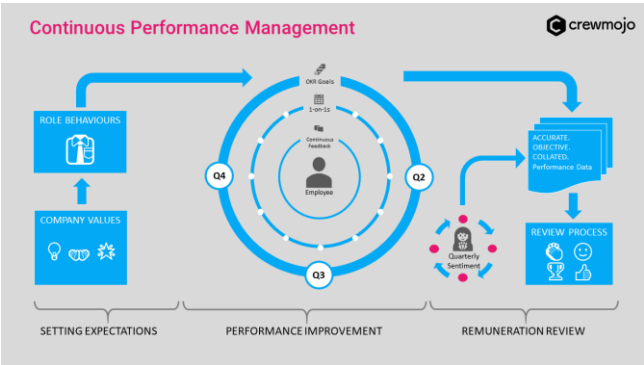 Continuous Performance Management
crewmojo
OKR Goals
1-on-1s
Continuous
Feedback
Employee
Q4
Q2
Q3
ROLE BEHAVIOURS
COMPANY VALUES
ACCURATE.
OBJECTIVE.
COLLATED.
Performance Data
Quarterly
Sentiment
REVIEW PROCESS
SETTING EXPECTATIONS
PERFORMANCE IMPROVEMENT
REMUNERATION REVIEW